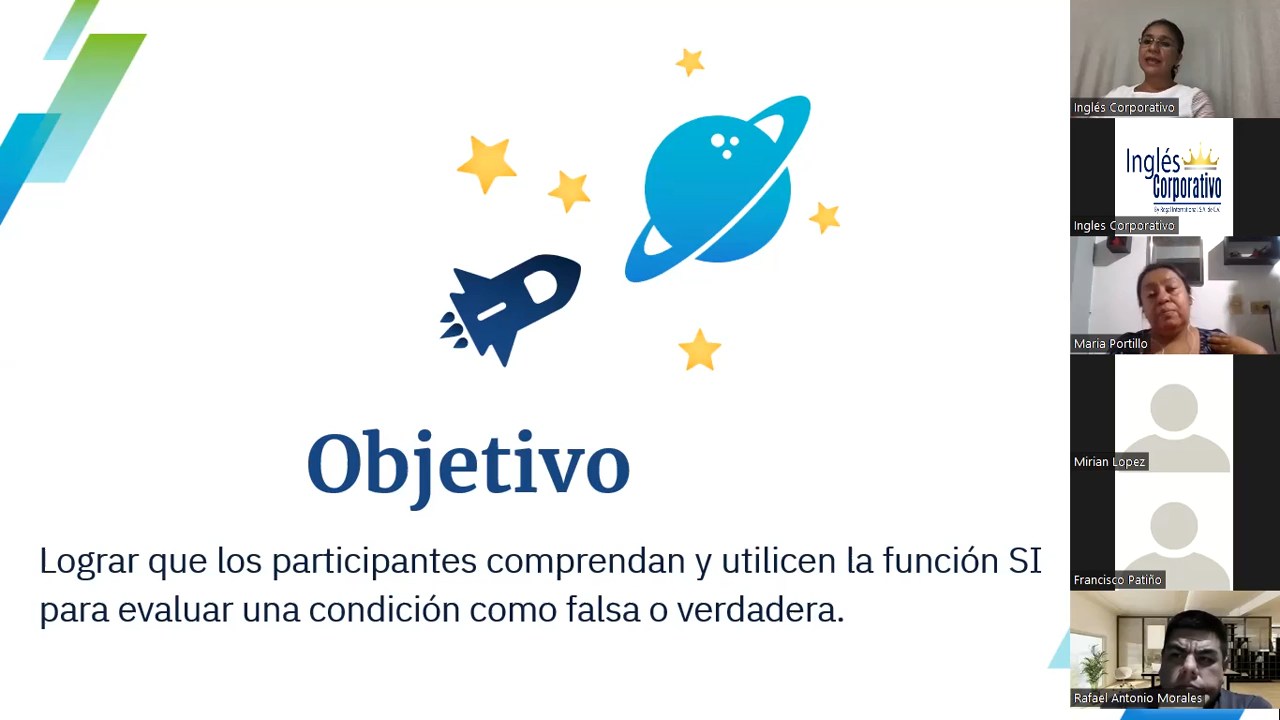 Objetivo
Lograr que los participantes comprendan y utilicen la función SI
para evaluar una condición como falsa o verdadera.
Inglés Corporativo
Inglés
Corporativo
Ingles Corporativo
Maria Portillo
Mirian Lopez
Francisco Patiño
Rafael Antonio Morales